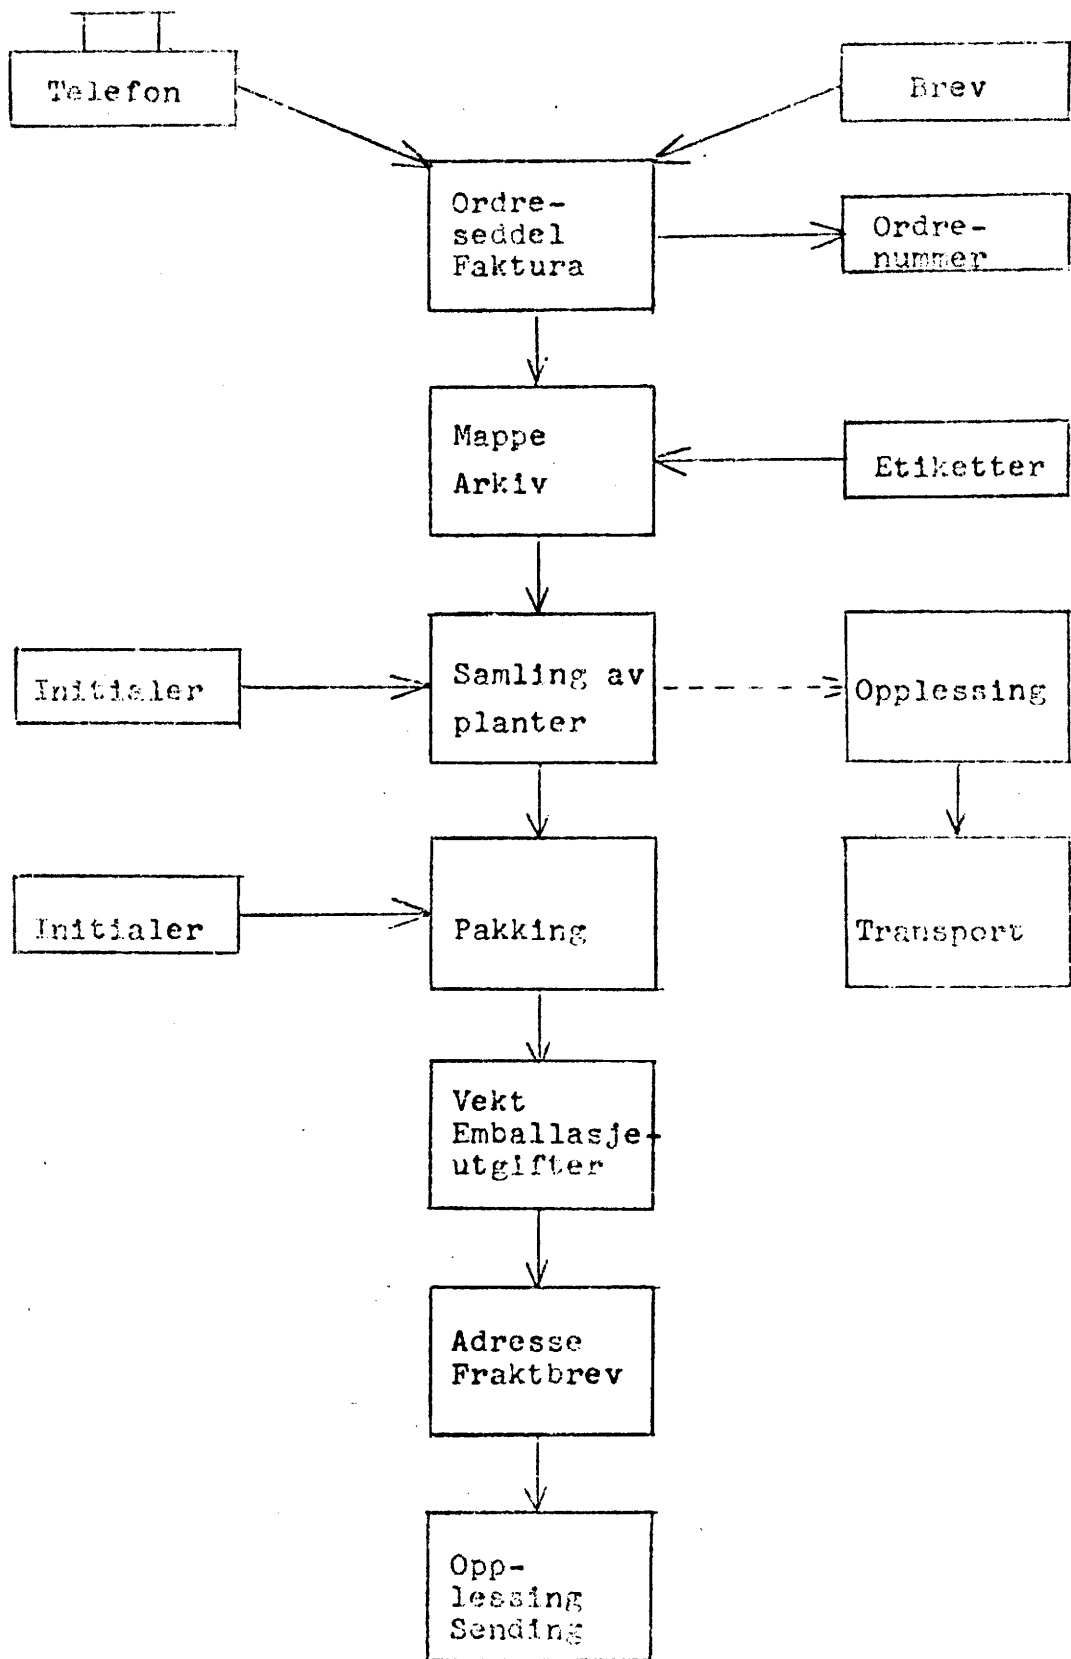 Telefon
Brev
Ordre-
seddel
Faktura
Ordre-
nummer
Mappe
Arkiv
Etiketter
Initialer
Samling av
planter
Opplessing
Initialer
Pakking
Transport
Vekt
Emballasje-
utgifter
Adresse
Fraktbrev
Opp-
lessing
Sending